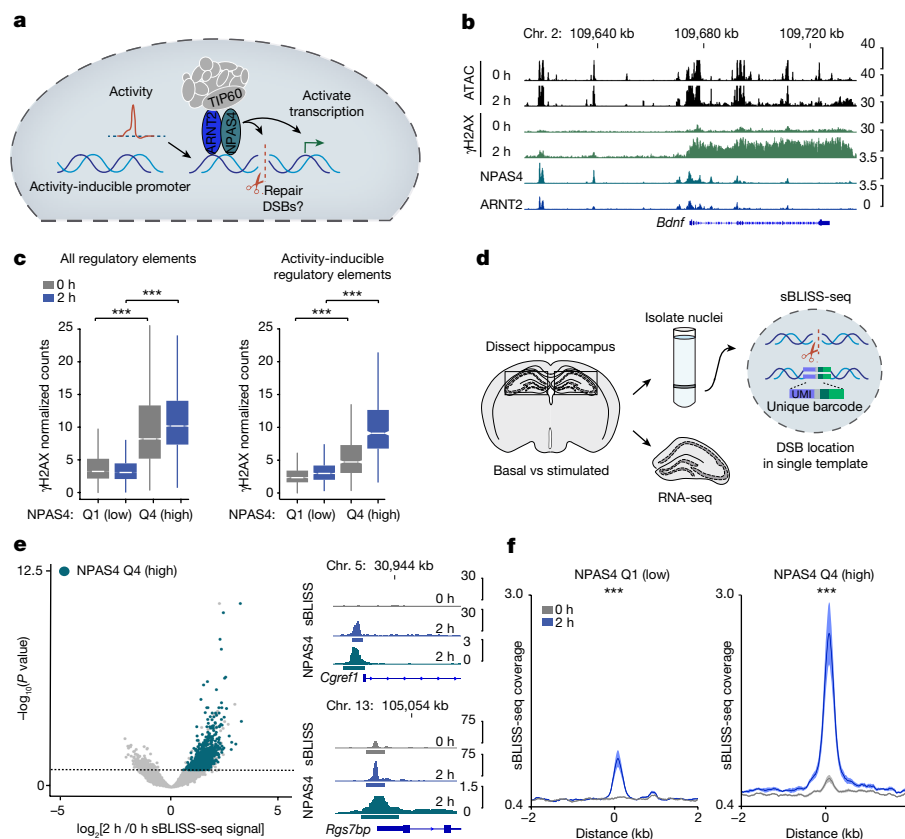 a
Activity
TIP60
ARNT2
NPAS4
Activate
transcription
Activity-inducible promoter
Repair
DSBs?
b
Chr. 2:
109,640 kb
109,680 kb
109,720 kb
40
ATAC
0 h
40
2 h
30
γH2AX
0 h
30
2 h
3.5
NPAS4
3.5
ARNT2
0
Bdnf
c
All regulatory elements
0 h
2 h
***
***
γH2AX normalized counts
25
20
15
10
5
0
NPAS4: Q1 (low) Q4 (high)
Activity-inducible
regulatory elements
***
***
γH2AX normalized counts
25
20
15
10
5
0
NPAS4: Q1 (low) Q4 (high)
d
Dissect hippocampus
Basal vs stimulated
Isolate nuclei
RNA-seq
sBLISS-seq
UMI
Unique barcode
DSB location
in single template
e
NPAS4 Q4 (high)
12.5
–log10(P value)
0
–5
0
5
log2[2 h /0 h sBLISS-seq signal]
Chr. 5:
30,944 kb
30
sBLISS
0 h
30
2 h
3
NPAS4
2 h
0
Cgref1
Chr. 13:
105,054 kb
75
sBLISS
0 h
75
2 h
1.5
NPAS4
2 h
0
Rgs7bp
f
NPAS4 Q1 (low)
***
3.0
0 h
2 h
sBLISS-seq coverage
0.4
–2
0
2
Distance (kb)
NPAS4 Q4 (high)
***
3.0
sBLISS-seq coverage
0.4
–2
0
2
Distance (kb)